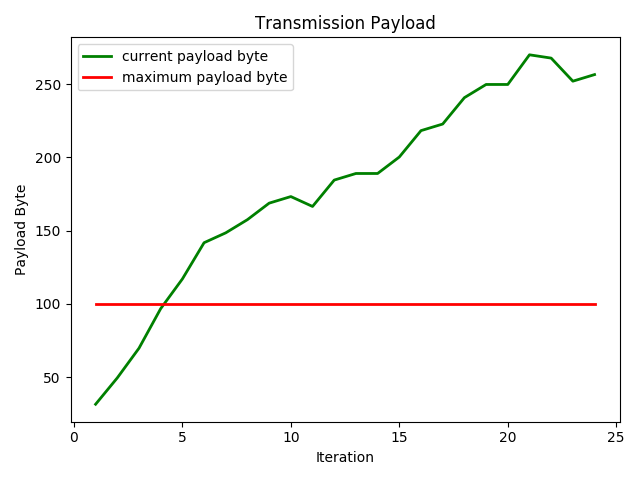 Transmission Payload
current payload byte
maximum payload byte
Payload Byte
250
200
150
100
50
0 5 10 15 20 25
Iteration